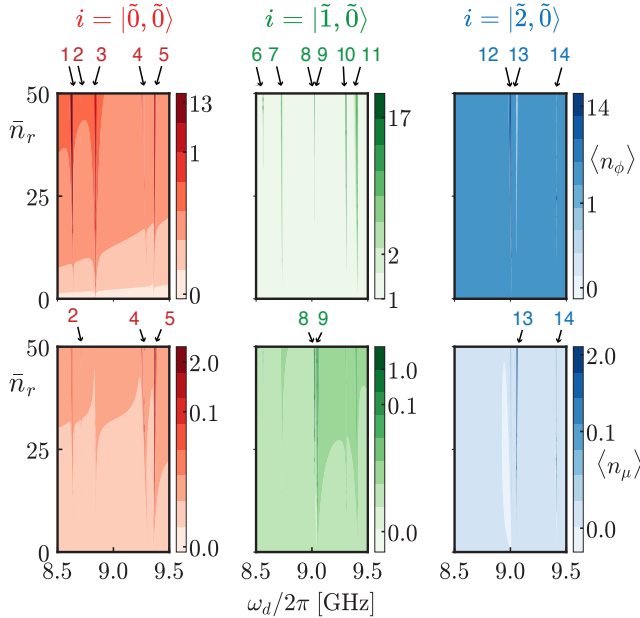 i = |0̃, 0̃⟩ i = |1̃, 0̃⟩ i = |2̃, 0̃⟩
1 2 3 4 5 6 7 8 9 10 11 12 13 14
50 13 17 14
n̄r 1 ⟨nϕ⟩
25 1
2
0 0 1 0
2 4 5 8 9 13 14
50 2.0 1.0 2.0
n̄r 0.1 0.1
25 0.1 ⟨nμ⟩
0 0.0 0.0 0.0
8.5 9.0 9.5 8.5 9.0 9.5 8.5 9.0 9.5
ωd/2π [GHz]